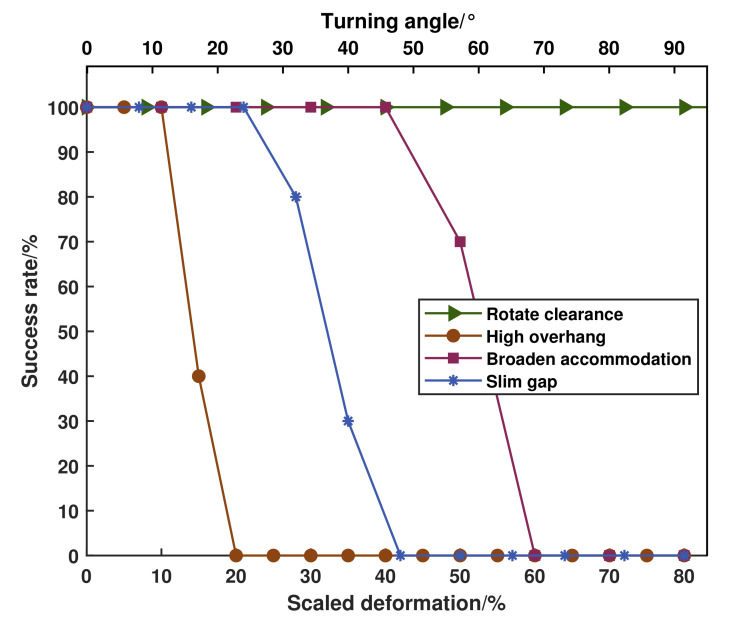 Turning angle/°
0 10 20 30 40 50 60 70 80 90
100
90
80
70
60
50
40
30
20
10
0
Success rate/%
Rotate clearance
High overhang
Broaden accommodation
Slim gap
0 10 20 30 40 50 60 70 80
Scaled deformation/%